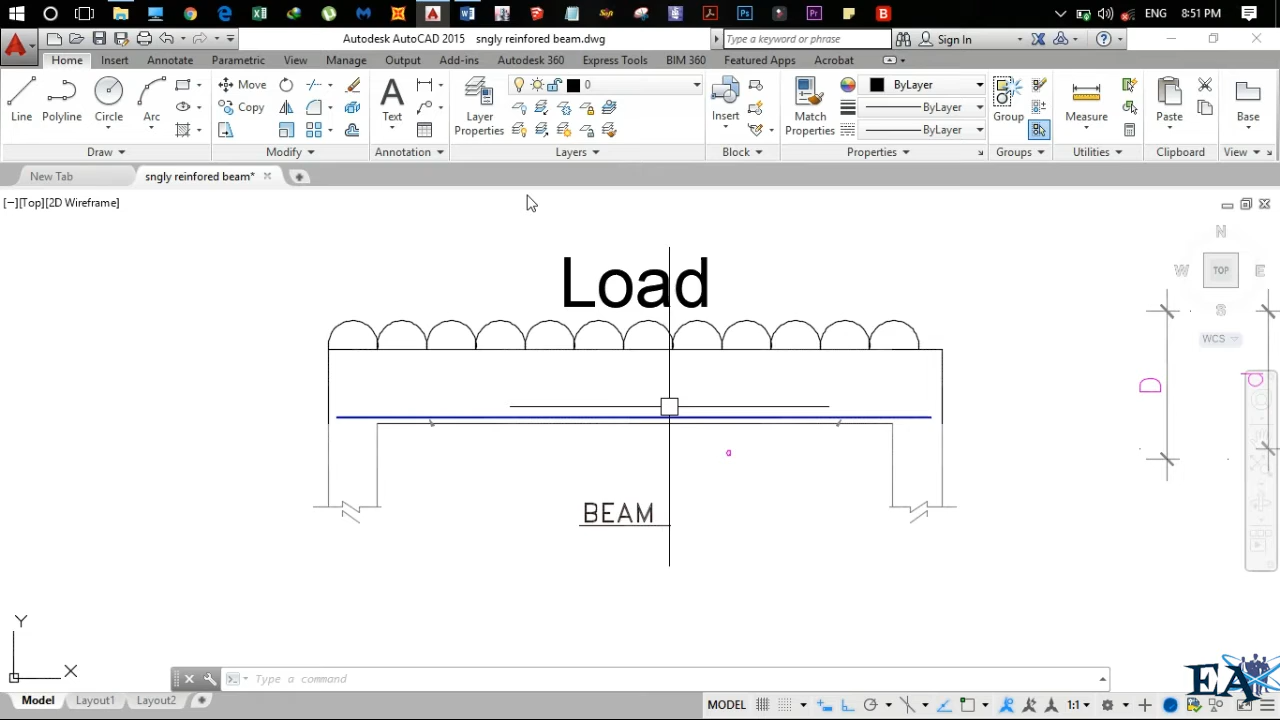 ENG 8:51 PM
Autodesk AutoCAD 2015 sngly reinfored beam.dwg
Type a keyword or phrase
Sign In
Home Insert Annotate Parametric View Manage Output Add-ins Autodesk 360 Express Tools BIM 360 Featured Apps Acrobat
Move
Copy
Line Polyline Circle Arc
Text
Layer Properties
0
Insert
Match Properties
ByLayer
ByLayer
ByLayer
Group
Measure
Paste
Base
Draw Modify Annotation Layers Block Properties Groups Utilities Clipboard View
New Tab sngly reinfored beam*
[−][Top][2D Wireframe]
N
W TOP E
S
WCS
Load
D
d
a
BEAM
Y
X
Type a command
EA
Model Layout1 Layout2
MODEL 1:1